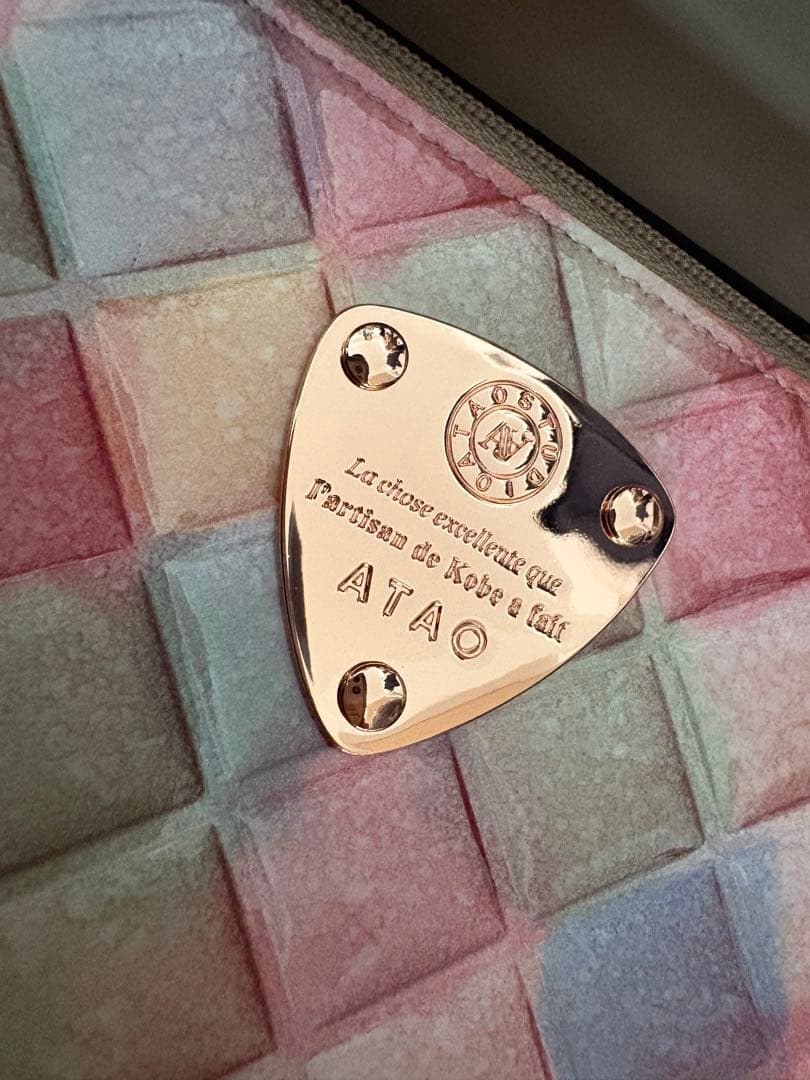 ATAOSTUDIO
La chose excellente que
l'artisan de Kobe a fait
ATAO